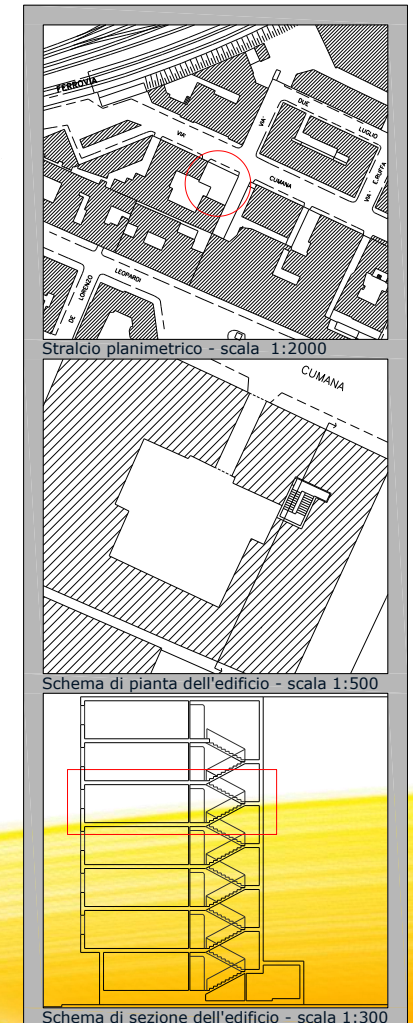 FERROVIA
VIA'
VIA'
DUE
LUGLIO
CUMANA
VIA' E.RUFFA
DE LORENZO
LEOPARDI
Stralcio planimetrico - scala 1:2000
CUMANA
Schema di pianta dell'edificio - scala 1:500
Schema di sezione dell'edificio - scala 1:300